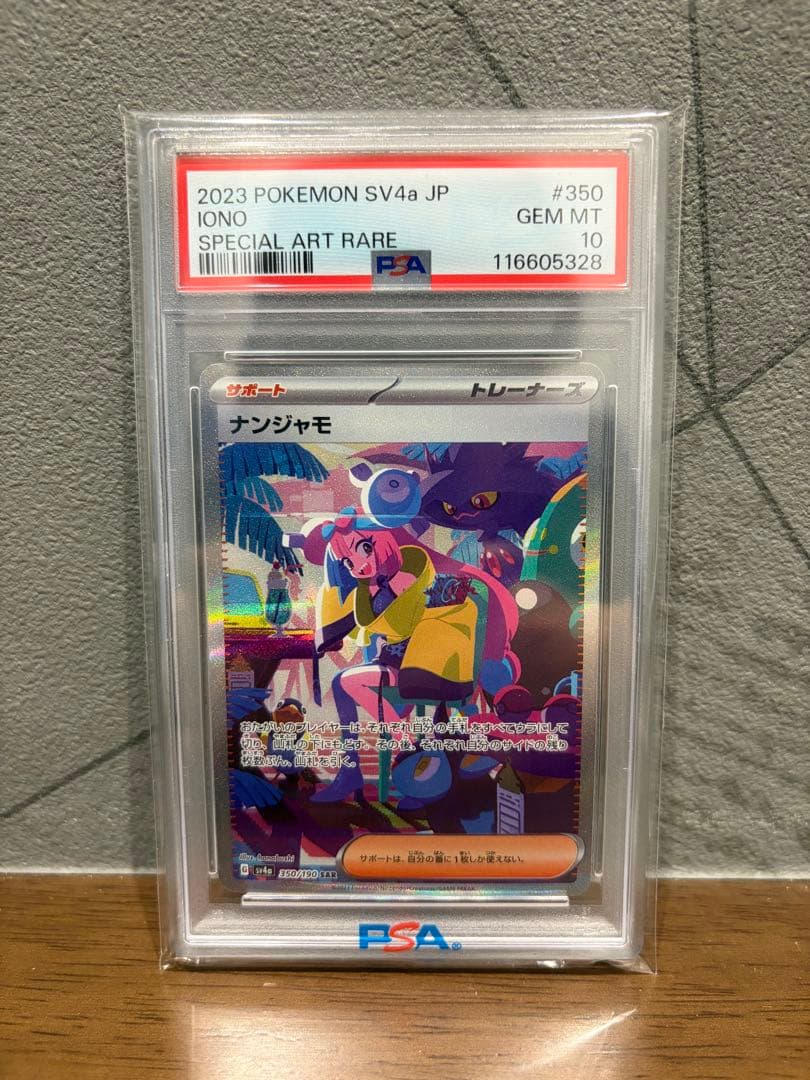 2023 POKEMON SV4a JP #350
IONO GEM MT
SPECIAL ART RARE 10
PSA 116605328
サポート トレーナーズ
ナンジャモ
おたがいのプレイヤーは、それぞれ自分の手札をすべてウラにして
切り、山札の下にもどす。その後、それぞれ自分のサイドの残り
枚数ぶん、山札を引く。
サポートは、自分の番に1枚しか使えない。
illus. hanabushi
G sv4a 350/190 SAR
PSA